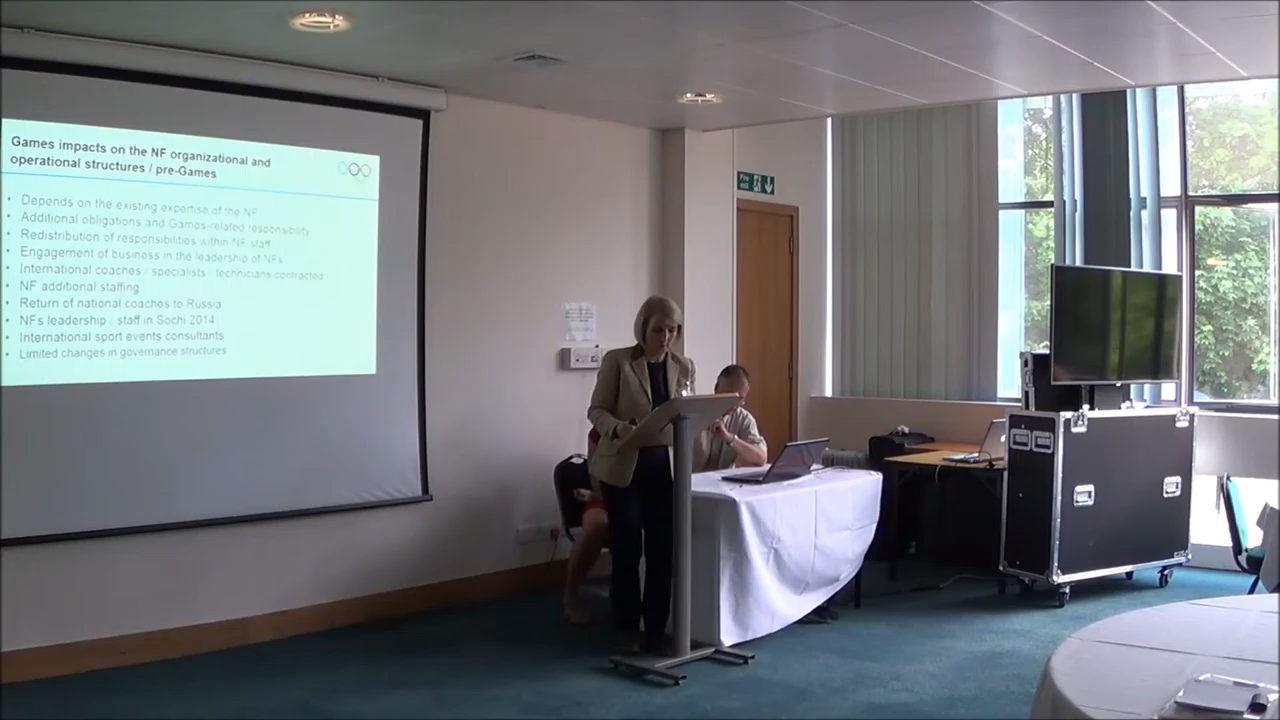 Games impacts on the NF organizational and
operational structures / pre-Games
• Depends on the existing expertise of the NF
• Additional obligations and Games-related responsibility
• Redistribution of responsibilities within NF staff
• Engagement of business in the leadership of NFs
• International coaches / specialists / technicians contracted
• NF additional staffing
• Return of national coaches to Russia
• NFs leadership / staff in Sochi 2014
• International sport events consultants
• Limited changes in governance structures
Fire
exit